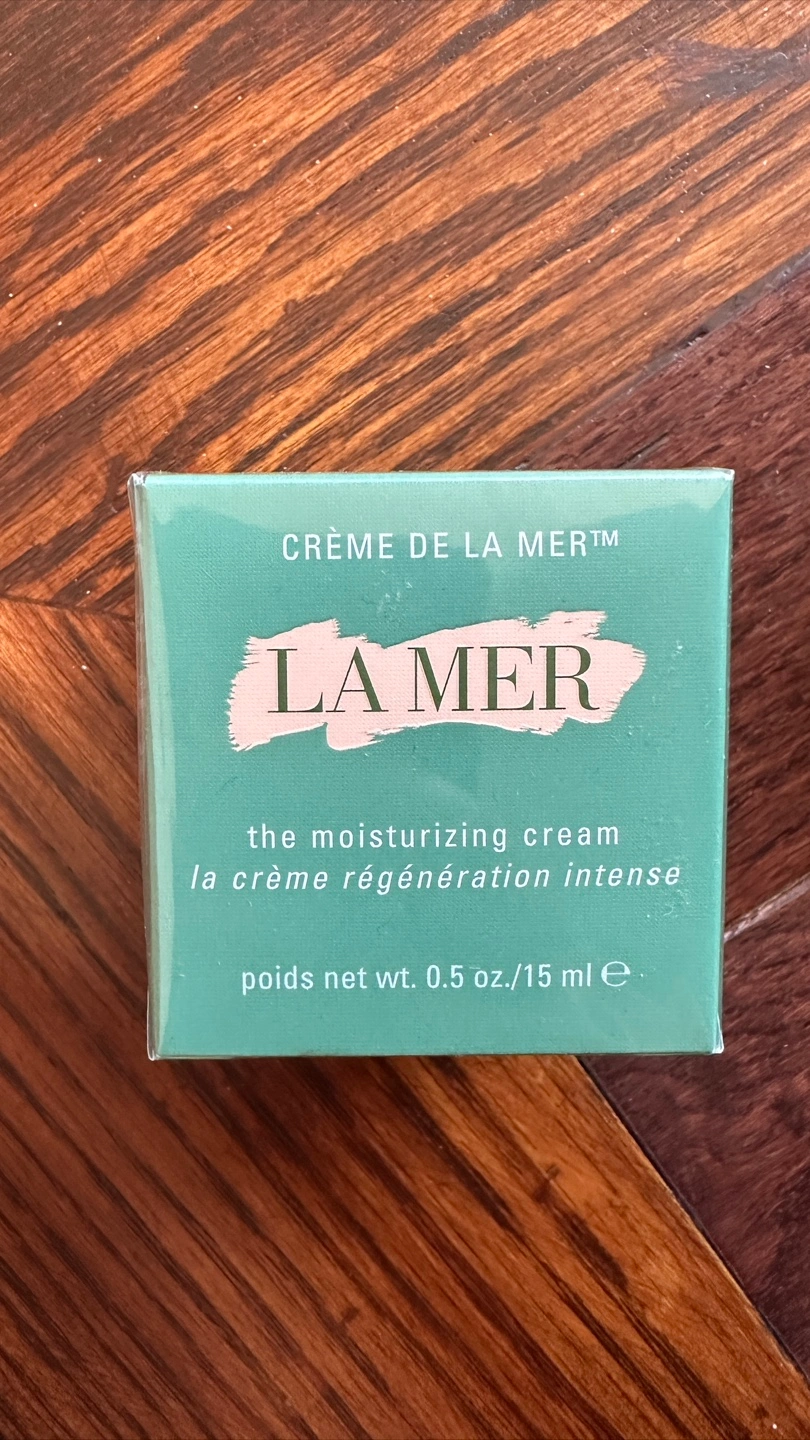 CRÈME DE LA MER™
LA MER
the moisturizing cream
la crème régénération intense
poids net wt. 0.5 oz./15 ml ℮